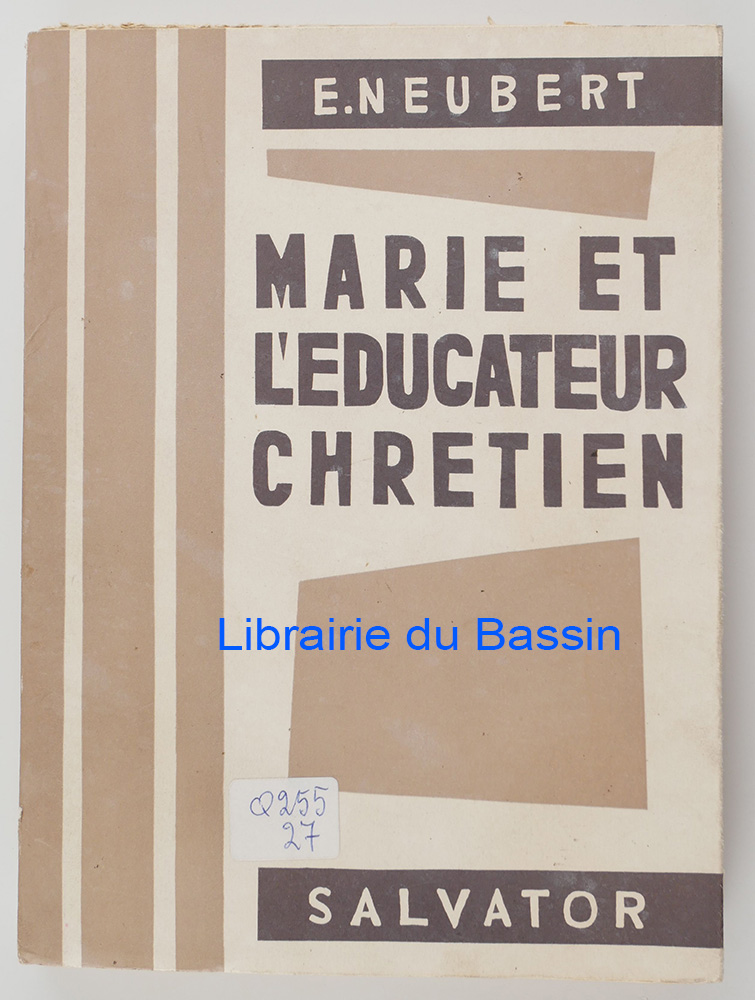 E. NEUBERT
MARIE ET
L'EDUCATEUR
CHRETIEN
Librairie du Bassin
Q255
27
SALVATOR